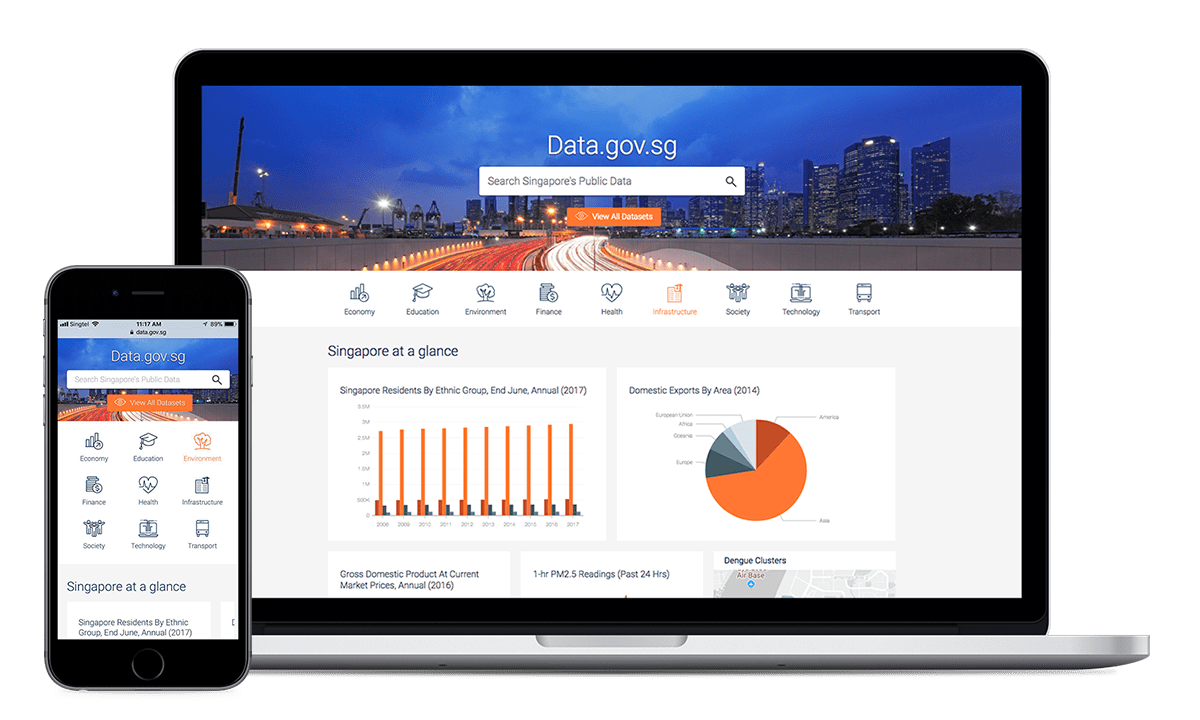 Data.gov.sg
Search Singapore's Public Data
View All Datasets
Economy
Education
Environment
Finance
Health
Infrastructure
Society
Technology
Transport
Singapore at a glance
Singapore Residents By Ethnic Group, End June, Annual (2017)
3.5M
3M
2.5M
2M
1.5M
1M
500K
0
2008 2009 2010 2011 2012 2013 2014 2015 2016 2017
Domestic Exports By Area (2014)
European Union
Africa
Oceania
Europe
America
Asia
Gross Domestic Product At Current
Market Prices, Annual (2016)
1-hr PM2.5 Readings (Past 24 Hrs)
Dengue Clusters
Air Base
Singtel 11:17 AM 89%
data.gov.sg
Data.gov.sg
Search Singapore's Public Data
View All Datasets
Economy
Education
Environment
Finance
Health
Infrastructure
Society
Technology
Transport
Singapore at a glance
Singapore Residents By Ethnic
Group, End June, Annual (2017)